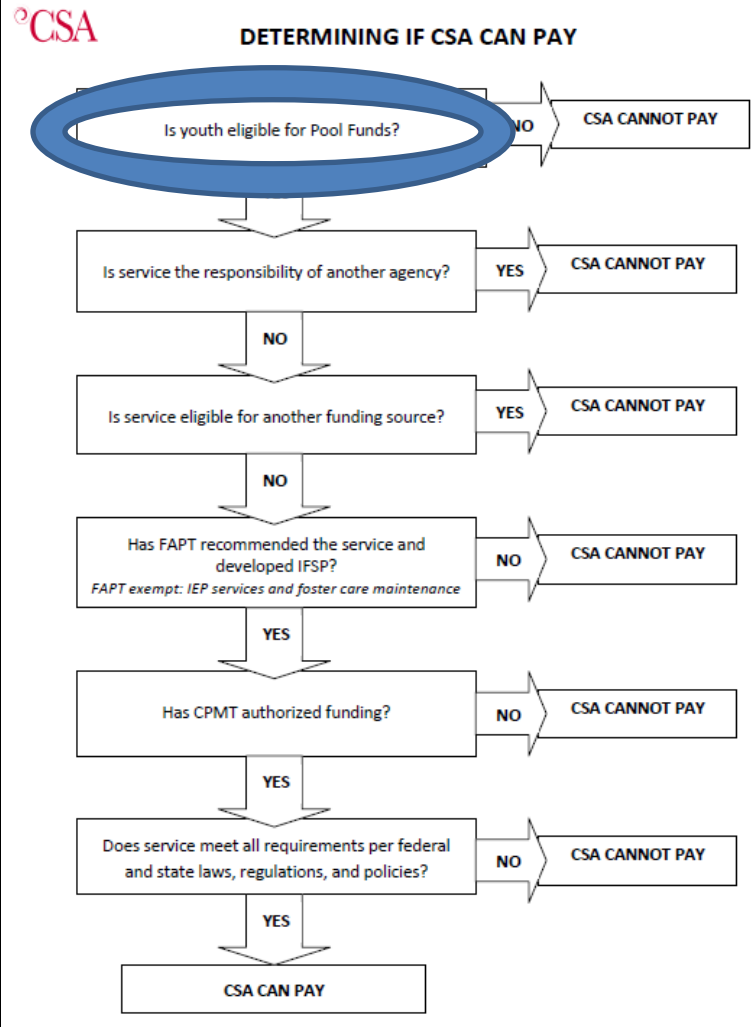 CSA
DETERMINING IF CSA CAN PAY
Is youth eligible for Pool Funds?
NO
CSA CANNOT PAY
Is service the responsibility of another agency?
YES
CSA CANNOT PAY
NO
Is service eligible for another funding source?
YES
CSA CANNOT PAY
NO
Has FAPT recommended the service and
developed IFSP?
FAPT exempt: IEP services and foster care maintenance
NO
CSA CANNOT PAY
YES
Has CPMT authorized funding?
NO
CSA CANNOT PAY
YES
Does service meet all requirements per federal
and state laws, regulations, and policies?
NO
CSA CANNOT PAY
YES
CSA CAN PAY